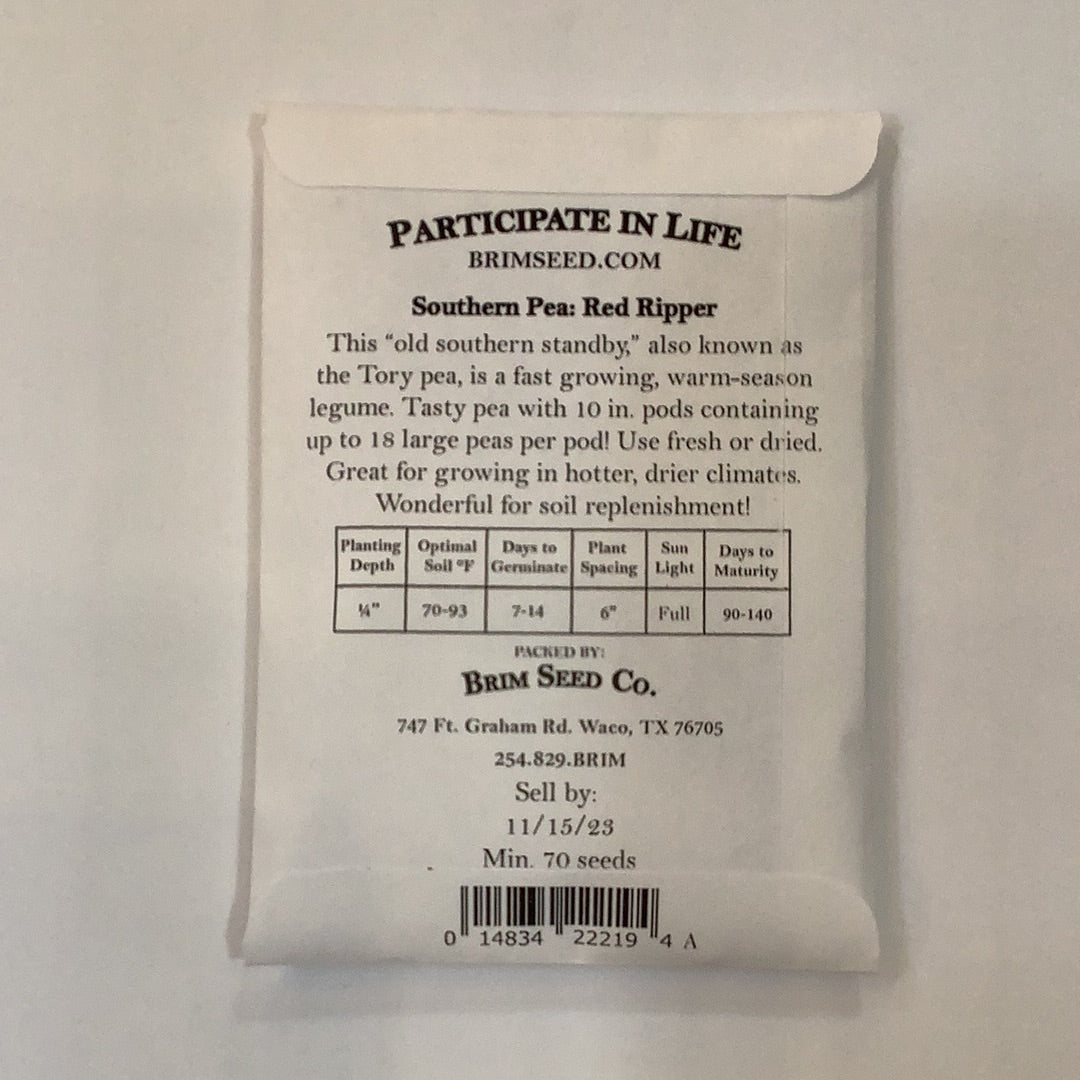 PARTICIPATE IN LIFE
BRIMSEED.COM
Southern Pea: Red Ripper
This “old southern standby,” also known as
the Tory pea, is a fast growing, warm-season
legume. Tasty pea with 10 in. pods containing
up to 18 large peas per pod! Use fresh or dried.
Great for growing in hotter, drier climates.
Wonderful for soil replenishment!
Planting Depth Optimal Soil °F Days to Germinate Plant Spacing Sun Light Days to Maturity
¼" 70-93 7-14 6" Full 90-140
PACKED BY:
BRIM SEED CO.
747 Ft. Graham Rd. Waco, TX 76705
254.829.BRIM
Sell by:
11/15/23
Min. 70 seeds
0 14834 22219 4 A